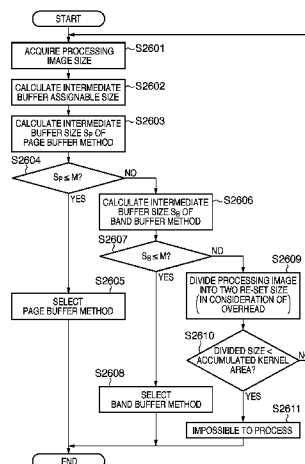 START
S2601
ACQUIRE PROCESSING
IMAGE SIZE
S2602
CALCULATE INTERMEDIATE
BUFFER ASSIGNABLE SIZE
S2603
CALCULATE INTERMEDIATE
BUFFER SIZE SP OF
PAGE BUFFER METHOD
S2604
SP ≤ M?
NO
YES
S2606
CALCULATE INTERMEDIATE
BUFFER SIZE SB OF
BAND BUFFER METHOD
S2607
SB ≤ M?
NO
YES
S2605
SELECT
PAGE BUFFER METHOD
S2609
DIVIDE PROCESSING IMAGE
INTO TWO RE-SET SIZE
(IN CONSIDERATION OF
OVERHEAD)
S2610
DIVIDED SIZE <
ACCUMULATED KERNEL
AREA?
NO
YES
S2608
SELECT
BAND BUFFER METHOD
S2611
IMPOSSIBLE TO PROCESS
END